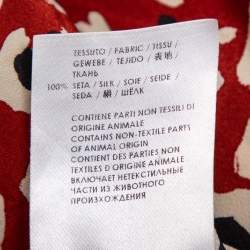 TESSUTO / FABRIC / TISSU /
GEWEBE / TEJIDO / 表地 /
ТКАНЬ
100% SETA / SILK / SOIE / SEIDE /
SEDA / 絹 / ШЁЛК
CONTIENE PARTI NON TESSILI DI
ORIGINE ANIMALE
CONTAINS NON-TEXTILE PARTS
OF ANIMAL ORIGIN
CONTIENT DES PARTIES NON
TEXTILES D'ORIGINE ANIMALE
ВКЛЮЧАЕТ НЕТЕКСТИЛЬНЫЕ
ЧАСТИ ИЗ ЖИВОТНОГО
ПРОИСХОЖДЕНИЯ